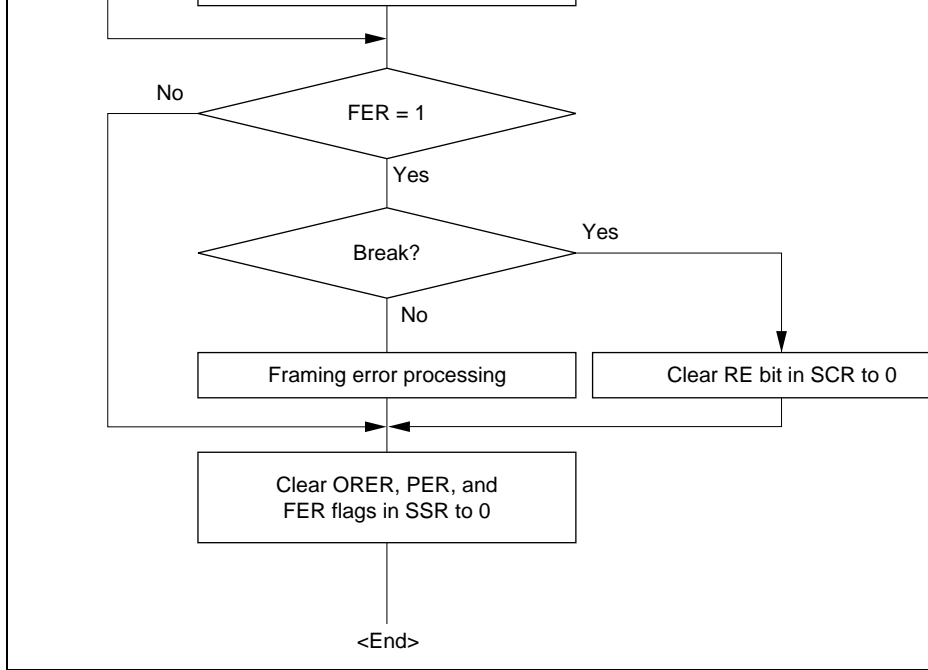 No
FER = 1
Yes
Break?
Yes
No
Framing error processing
Clear RE bit in SCR to 0
Clear ORER, PER, and
FER flags in SSR to 0
<End>